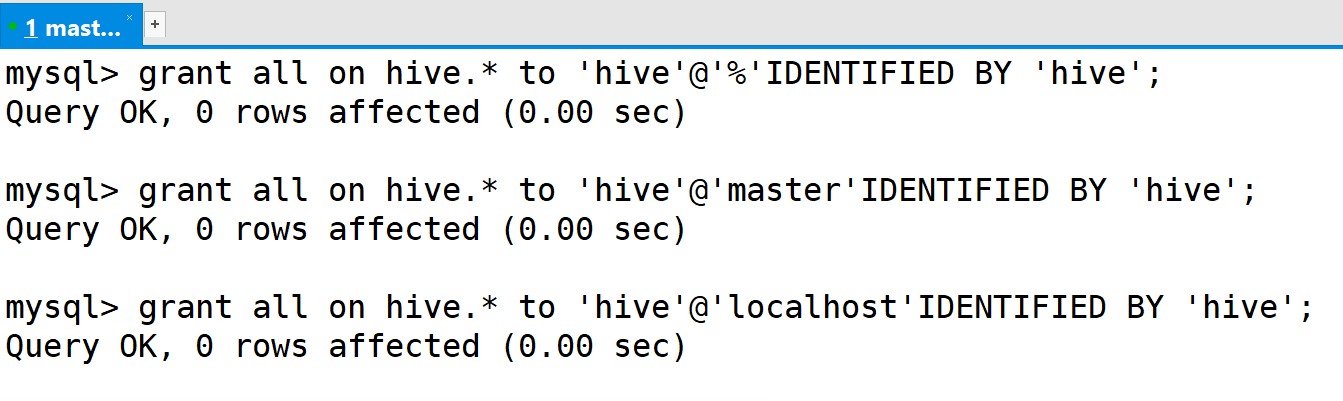 1 mast...
mysql> grant all on hive.* to 'hive'@'%'IDENTIFIED BY 'hive';
Query OK, 0 rows affected (0.00 sec)
mysql> grant all on hive.* to 'hive'@'master'IDENTIFIED BY 'hive';
Query OK, 0 rows affected (0.00 sec)
mysql> grant all on hive.* to 'hive'@'localhost'IDENTIFIED BY 'hive';
Query OK, 0 rows affected (0.00 sec)